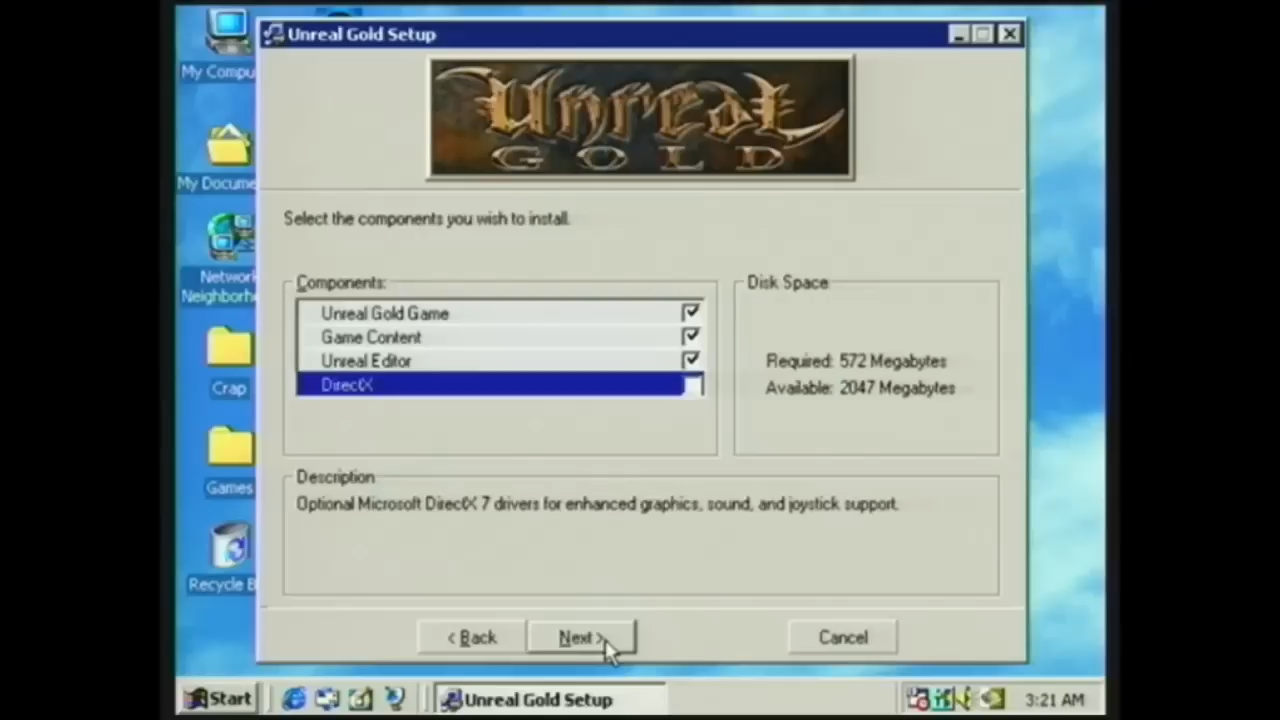 Unreal Gold Setup
My Compu
Unreal
GOLD
My Docume
Select the components you wish to install.
Network
Neighborho
Components:
Disk Space
Unreal Gold Game
Game Content
Unreal Editor
DirectX
Required: 572 Megabytes
Available: 2047 Megabytes
Crap
Description
Optional Microsoft DirectX 7 drivers for enhanced graphics, sound, and joystick support.
Games
Recycle B
< Back
Next >
Cancel
Start
Unreal Gold Setup
3:21 AM